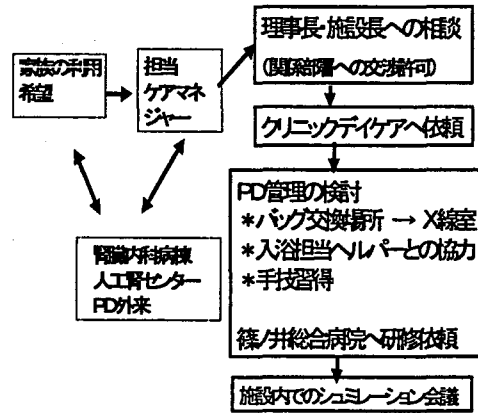 家族の利用
希望
担当
ケアマネ
ジャー
理事長・施設長への相談
(関係部署への交渉許可)
クリニックデイケアへ依頼
PD管理の検討
*バッグ交換場所 → X線室
*入浴担当ヘルパーとの協力
*手技習得
篠ノ井総合病院へ研修依頼
施設内でのシュミレーション会議
腎臓内科病棟
人工腎センター
PD外来